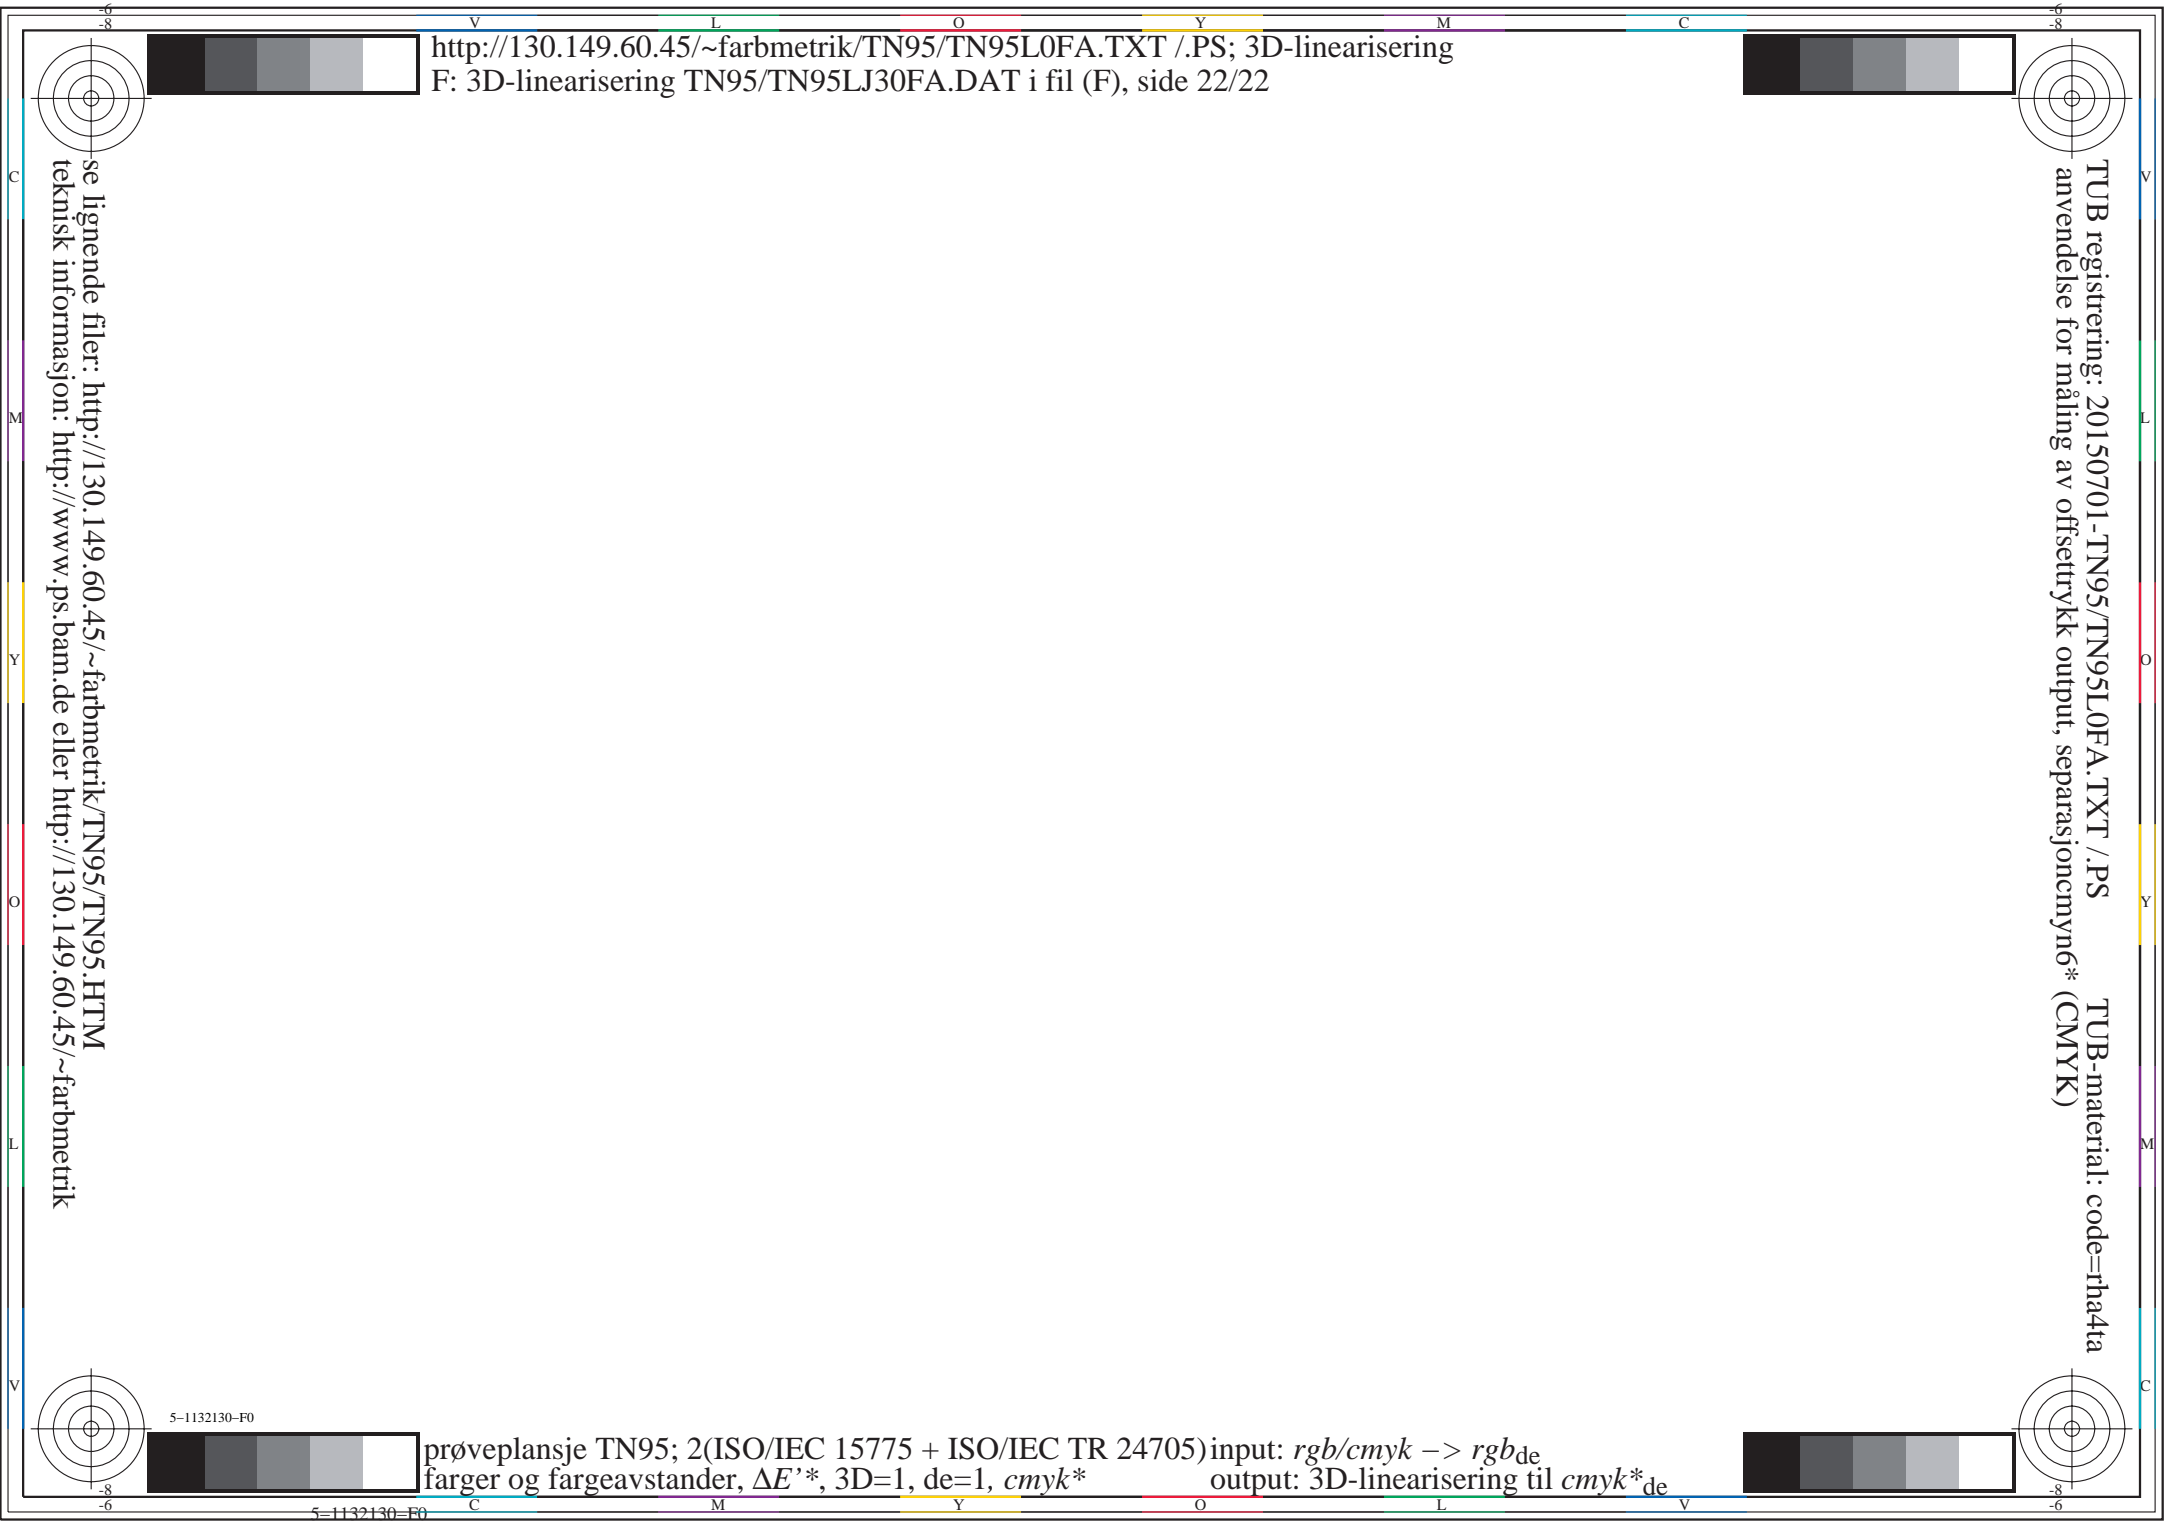 -6
-8
-6
-8
V L O Y M C
http://130.149.60.45/~farbmetrik/TN95/TN95L0FA.TXT /.PS; 3D-linearisering
F: 3D-linearisering TN95/TN95LJ30FA.DAT i fil (F), side 22/22
C
M
Y
O
L
V
se lignende filer: http://130.149.60.45/~farbmetrik/TN95/TN95.HTM
teknisk informasjon: http://www.ps.bam.de eller http://130.149.60.45/~farbmetrik
TUB registrering: 20150701-TN95/TN95L0FA.TXT /.PS TUB-material: code=rha4ta
anvendelse for måling av offsettrykk output, separasjoncmyn6* (CMYK)
V
L
O
Y
M
C
5-1132130-F0
prøveplansje TN95; 2(ISO/IEC 15775 + ISO/IEC TR 24705) input: rgb/cmyk -> rgbde
farger og fargeavstander, ΔE'*, 3D=1, de=1, cmyk* output: 3D-linearisering til cmyk*de
-8
-6
-8
-6
C M Y O L V
5-1132130-F0